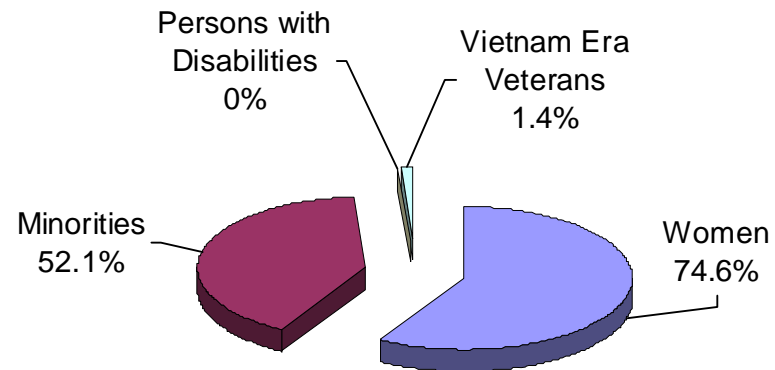 Persons with
Disabilities
0%
Vietnam Era
Veterans
1.4%
Minorities
52.1%
Women
74.6%